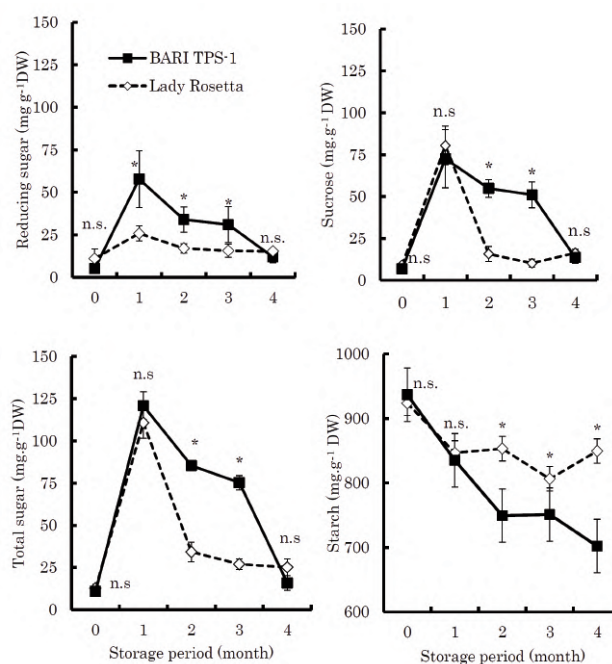 150
125
100
75
50
25
0
Reducing sugar (mg g-1DW)
BARI TPS-1
Lady Rosetta
n.s.
*
*
*
n.s.
0 1 2 3 4
150
125
100
75
50
25
0
Sucrose (mg.g-1 DW)
n.s
*
*
n.s
n.s
0 1 2 3 4
150
125
100
75
50
25
0
Total sugar (mg.g-1DW)
n.s
*
*
n.s
n.s
0 1 2 3 4
Storage period (month)
1000
900
800
700
600
Starch (mg.g-1 DW)
n.s.
n.s.
*
*
*
0 1 2 3 4
Storage period (month)